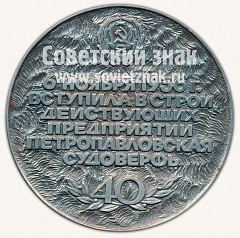 Советский знак
www.sovietznak.ru
6 НОЯБРЯ 1936 Г.
ВСТУПИЛА В СТРОЙ
ДЕЙСТВУЮЩИХ
ПРЕДПРИЯТИЙ
ПЕТРОПАВЛОВСКАЯ
СУДОВЕРФЬ
40